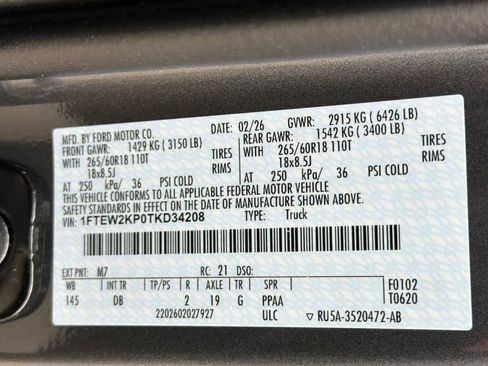 MFD. BY FORD MOTOR CO.
02/26 GVWR: 2915 KG ( 6426 LB)
FRONT GAWR: 1429 KG ( 3150 LB) REAR GAWR: 1542 KG ( 3400 LB)
WITH 265/60R18 110T TIRES WITH 265/60R18 110T TIRES
18x8.5J RIMS 18x8.5J RIMS
AT 250 kPa/ 36 PSI COLD AT 250 kPa/ 36 PSI COLD
THIS VEHICLE CONFORMS TO ALL APPLICABLE FEDERAL MOTOR VEHICLE
SAFETY STANDARDS IN EFFECT ON THE DATE OF MANUFACTURE SHOWN ABOVE.
VIN: 1FTEW2KP0TKD34208 TYPE: Truck
EXT PNT: M7 RC: 21 DSO:
WB INT TR TP/PS R AXLE TR SPR F0102
145 DB 2 19 G PPAA T0620
2202602027927 ULC RU5A-3520472-AB